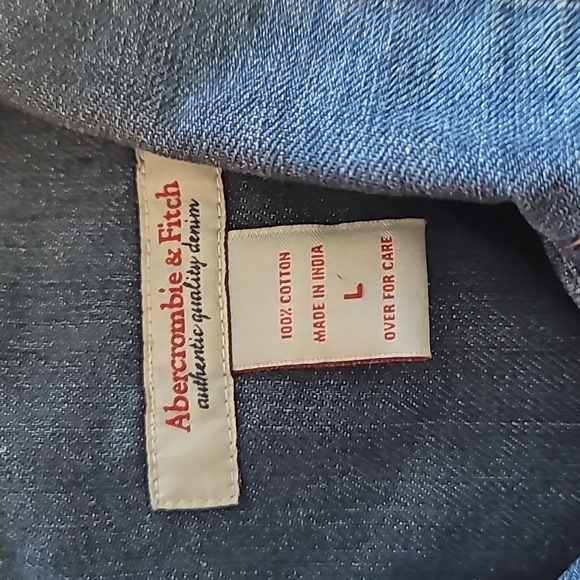 Abercrombie & Fitch
authentic quality denim
100% COTTON
MADE IN INDIA
L
OVER FOR CARE